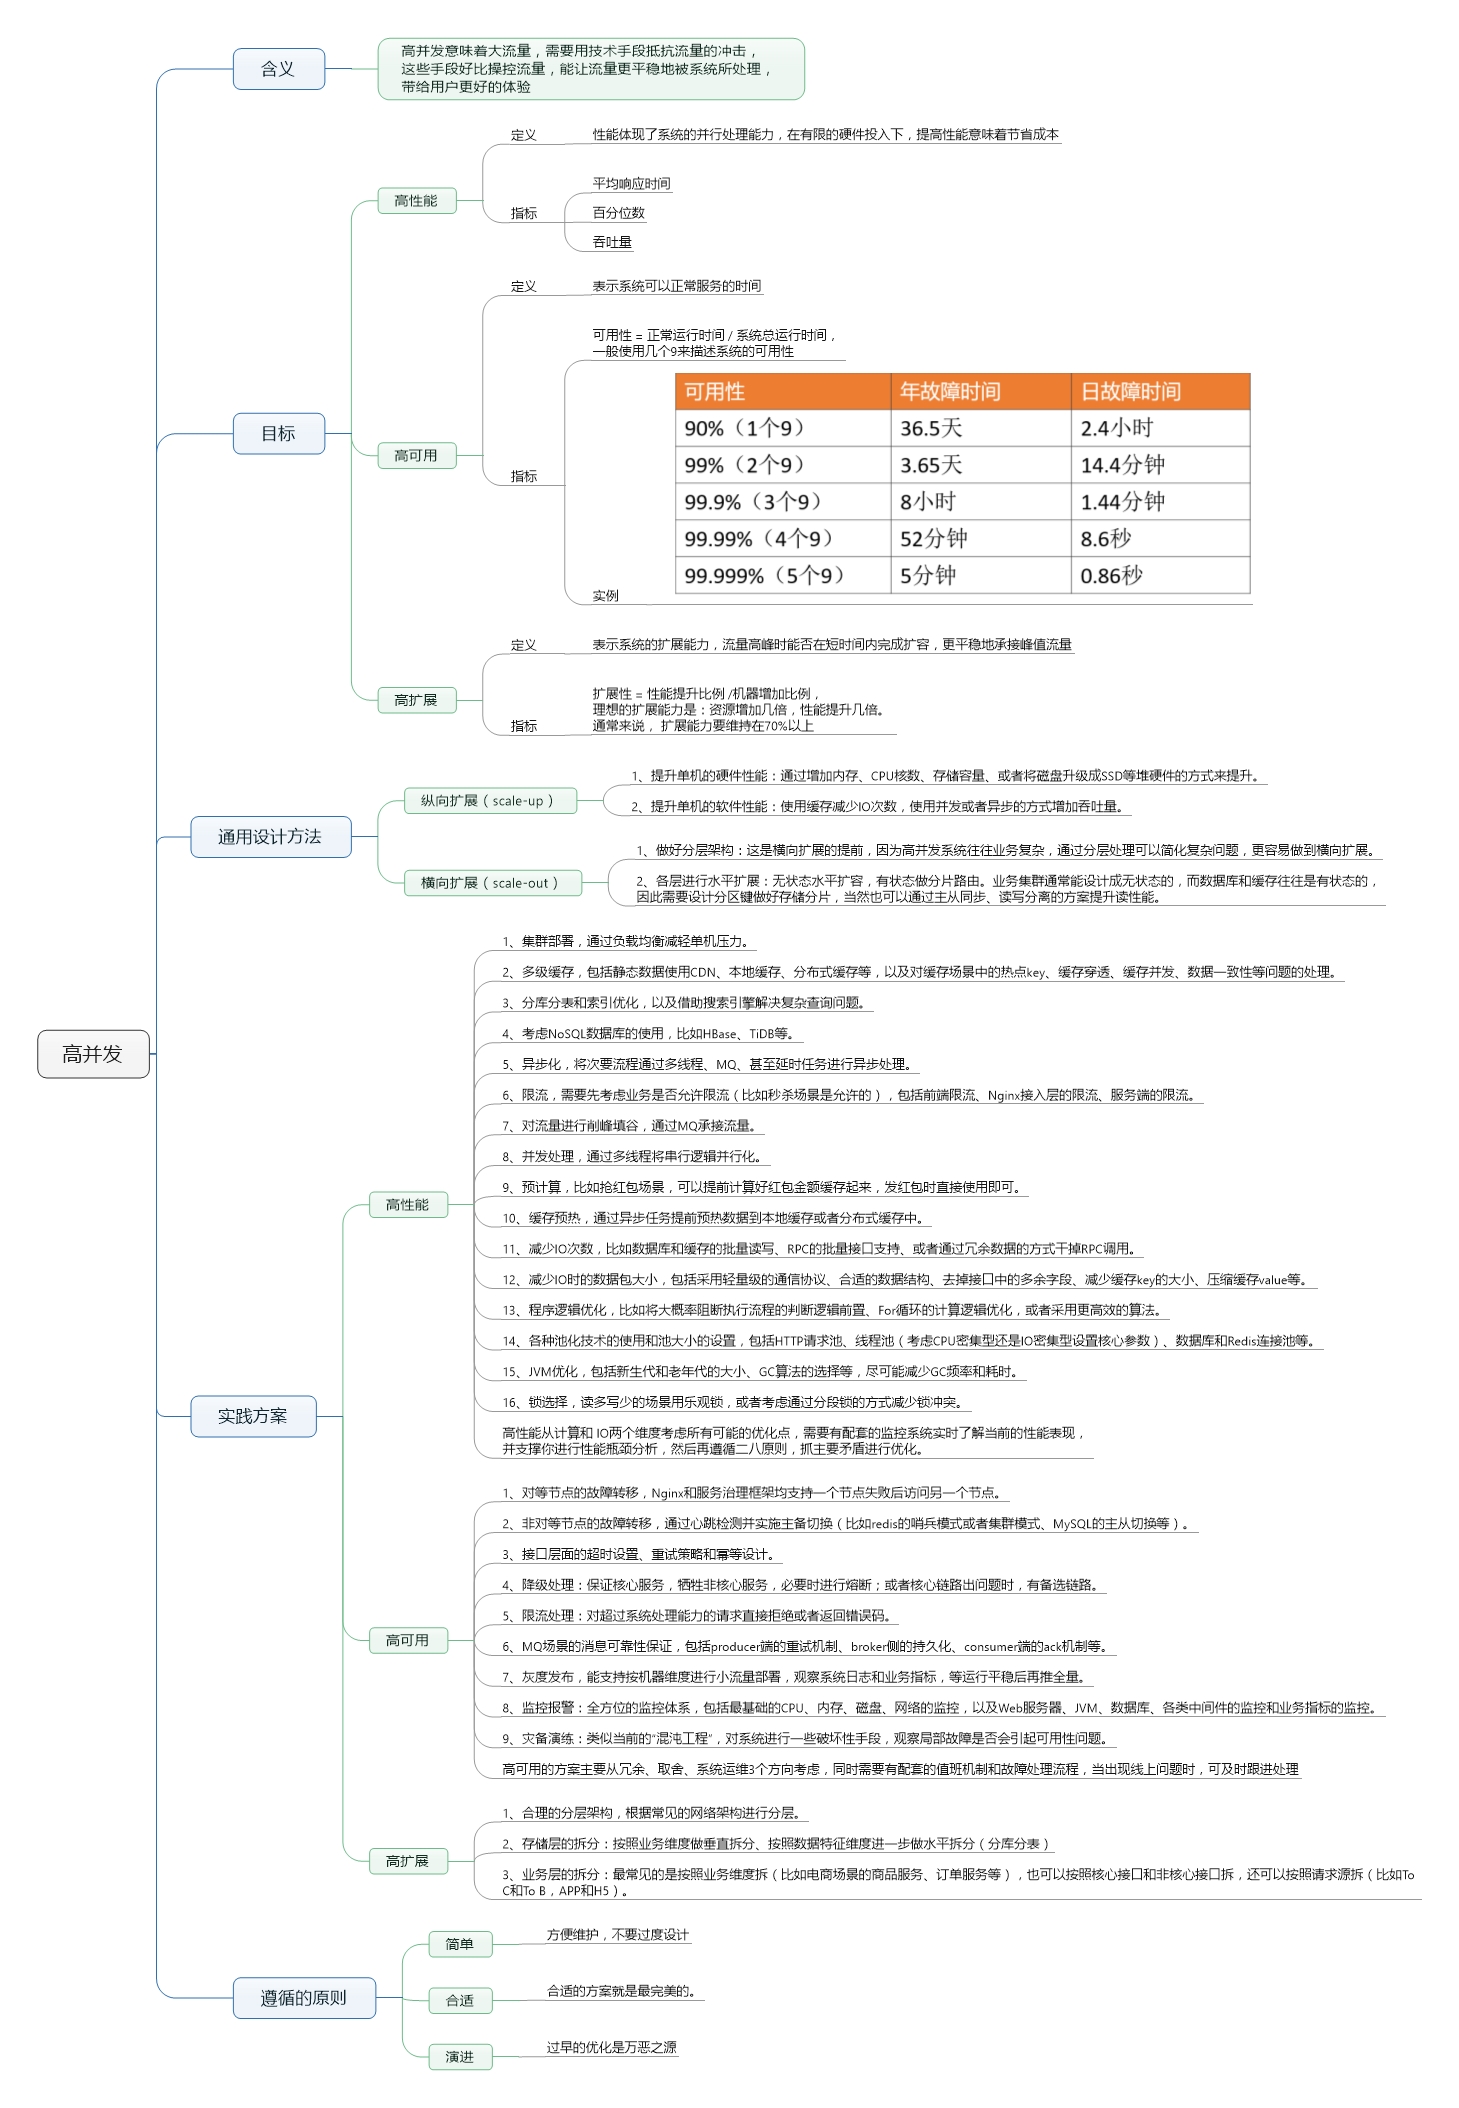 高并发
含义
高并发意味着大流量，需要用技术手段抵抗流量的冲击，
这些手段好比操控流量，能让流量更平稳地被系统所处理，
带给用户更好的体验
目标
高性能
定义
性能体现了系统的并行处理能力，在有限的硬件投入下，提高性能意味着节省成本
指标
平均响应时间
百分位数
吞吐量
高可用
定义
表示系统可以正常服务的时间
指标
可用性 = 正常运行时间 / 系统总运行时间，
一般使用几个9来描述系统的可用性
实例
可用性 年故障时间 日故障时间
90%（1个9） 36.5天 2.4小时
99%（2个9） 3.65天 14.4分钟
99.9%（3个9） 8小时 1.44分钟
99.99%（4个9） 52分钟 8.6秒
99.999%（5个9） 5分钟 0.86秒
高扩展
定义
表示系统的扩展能力，流量高峰时能否在短时间内完成扩容，更平稳地承接峰值流量
指标
扩展性 = 性能提升比例 /机器增加比例，
理想的扩展能力是：资源增加几倍，性能提升几倍。
通常来说， 扩展能力要维持在70%以上
通用设计方法
纵向扩展（scale-up）
1、提升单机的硬件性能：通过增加内存、CPU核数、存储容量、或者将磁盘升级成SSD等堆硬件的方式来提升。
2、提升单机的软件性能：使用缓存减少IO次数，使用并发或者异步的方式增加吞吐量。
横向扩展（scale-out）
1、做好分层架构：这是横向扩展的提前，因为高并发系统往往业务复杂，通过分层处理可以简化复杂问题，更容易做到横向扩展。
2、各层进行水平扩展：无状态水平扩容，有状态做分片路由。业务集群通常能设计成无状态的，而数据库和缓存往往是有状态的，
因此需要设计分区键做好存储分片，当然也可以通过主从同步、读写分离的方案提升读性能。
实践方案
高性能
1、集群部署，通过负载均衡减轻单机压力。
2、多级缓存，包括静态数据使用CDN、本地缓存、分布式缓存等，以及对缓存场景中的热点key、缓存穿透、缓存并发、数据一致性等问题的处理。
3、分库分表和索引优化，以及借助搜索引擎解决复杂查询问题。
4、考虑NoSQL数据库的使用，比如HBase、TiDB等。
5、异步化，将次要流程通过多线程、MQ、甚至延时任务进行异步处理。
6、限流，需要先考虑业务是否允许限流（比如秒杀场景是允许的），包括前端限流、Nginx接入层的限流、服务端的限流。
7、对流量进行削峰填谷，通过MQ承接流量。
8、并发处理，通过多线程将串行逻辑并行化。
9、预计算，比如抢红包场景，可以提前计算好红包金额缓存起来，发红包时直接使用即可。
10、缓存预热，通过异步任务提前预热数据到本地缓存或者分布式缓存中。
11、减少IO次数，比如数据库和缓存的批量读写、RPC的批量接口支持、或者通过冗余数据的方式干掉RPC调用。
12、减少IO时的数据包大小，包括采用轻量级的通信协议、合适的数据结构、去掉接口中的多余字段、减少缓存key的大小、压缩缓存value等。
13、程序逻辑优化，比如将大概率阻断执行流程的判断逻辑前置、For循环的计算逻辑优化，或者采用更高效的算法。
14、各种池化技术的使用和池大小的设置，包括HTTP请求池、线程池（考虑CPU密集型还是IO密集型设置核心参数）、数据库和Redis连接池等。
15、JVM优化，包括新生代和老年代的大小、GC算法的选择等，尽可能减少GC频率和耗时。
16、锁选择，读多写少的场景用乐观锁，或者考虑通过分段锁的方式减少锁冲突。
高性能从计算和 IO两个维度考虑所有可能的优化点，需要有配套的监控系统实时了解当前的性能表现，
并支撑你进行性能瓶颈分析，然后再遵循二八原则，抓主要矛盾进行优化。
高可用
1、对等节点的故障转移，Nginx和服务治理框架均支持一个节点失败后访问另一个节点。
2、非对等节点的故障转移，通过心跳检测并实施主备切换（比如redis的哨兵模式或者集群模式、MySQL的主从切换等）。
3、接口层面的超时设置、重试策略和幂等设计。
4、降级处理：保证核心服务，牺牲非核心服务，必要时进行熔断；或者核心链路出问题时，有备选链路。
5、限流处理：对超过系统处理能力的请求直接拒绝或者返回错误码。
6、MQ场景的消息可靠性保证，包括producer端的重试机制、broker侧的持久化、consumer端的ack机制等。
7、灰度发布，能支持按机器维度进行小流量部署，观察系统日志和业务指标，等运行平稳后再推全量。
8、监控报警：全方位的监控体系，包括最基础的CPU、内存、磁盘、网络的监控，以及Web服务器、JVM、数据库、各类中间件的监控和业务指标的监控。
9、灾备演练：类似当前的“混沌工程”，对系统进行一些破坏性手段，观察局部故障是否会引起可用性问题。
高可用的方案主要从冗余、取舍、系统运维3个方向考虑，同时需要有配套的值班机制和故障处理流程，当出现线上问题时，可及时跟进处理
高扩展
1、合理的分层架构，根据常见的网络架构进行分层。
2、存储层的拆分：按照业务维度做垂直拆分、按照数据特征维度进一步做水平拆分（分库分表）
3、业务层的拆分：最常见的是按照业务维度拆（比如电商场景的商品服务、订单服务等），也可以按照核心接口和非核心接口拆，还可以按照请求源拆（比如To
C和To B，APP和H5）。
遵循的原则
简单
方便维护，不要过度设计
合适
合适的方案就是最完美的。
演进
过早的优化是万恶之源